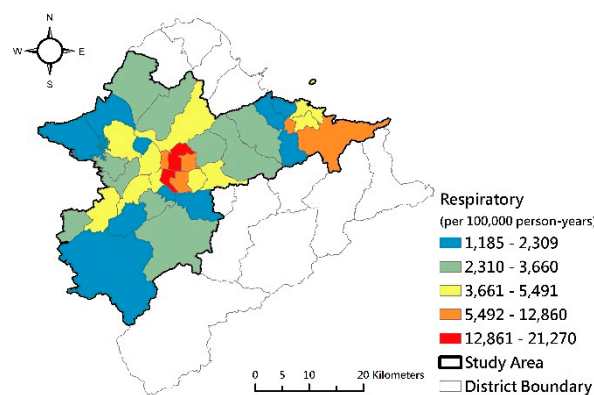 N
W E
S
Respiratory
(per 100,000 person-years)
1,185 - 2,309
2,310 - 3,660
3,661 - 5,491
5,492 - 12,860
12,861 - 21,270
Study Area
District Boundary
0 5 10 20 Kilometers